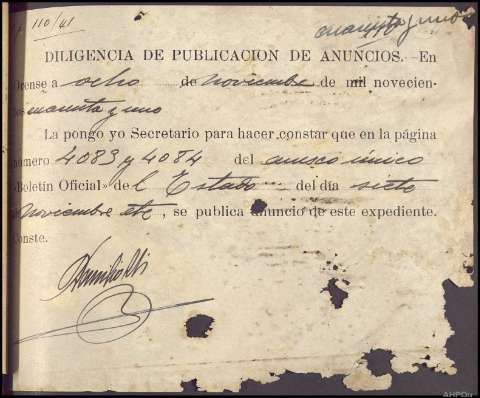 110/41
cuarenta y uno
DILIGENCIA DE PUBLICACION DE ANUNCIOS.—En
Orense a ocho de noviembre de mil novecien-
tos cuarenta y uno
La pongo yo Secretario para hacer constar que en la página
número 4083 y 4084 del anexo único
«Boletín Oficial» del Estado del día siete
noviembre, se publica anuncio de este expediente.
Conste.
AHPOu